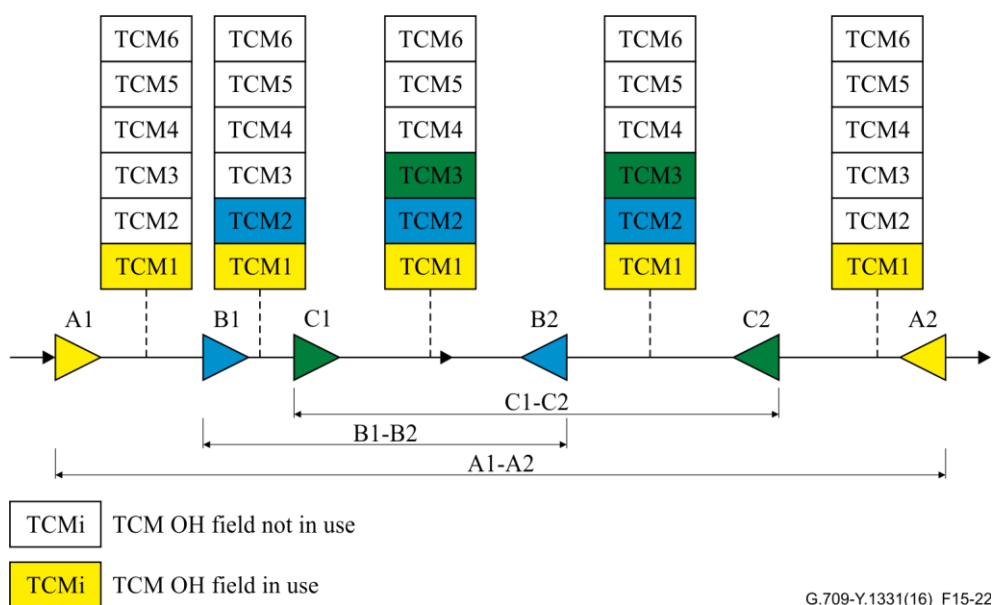 TCM6 TCM6 TCM6 TCM6 TCM6
TCM5 TCM5 TCM5 TCM5 TCM5
TCM4 TCM4 TCM4 TCM4 TCM4
TCM3 TCM3 TCM3 TCM3 TCM3
TCM2 TCM2 TCM2 TCM2 TCM2
TCM1 TCM1 TCM1 TCM1 TCM1
A1 B1 C1 B2 C2 A2
C1-C2
B1-B2
A1-A2
TCMi TCM OH field not in use
TCMi TCM OH field in use
G.709-Y.1331(16)_F15-22